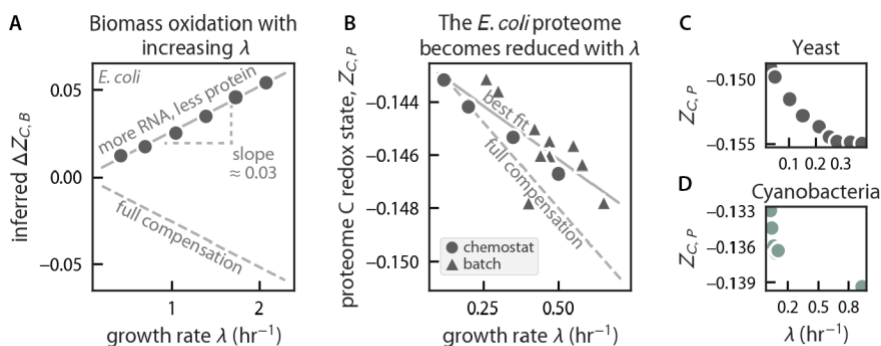 A
Biomass oxidation with
increasing λ
E. coli
more RNA, less protein
slope
≈ 0.03
full compensation
0.05
0.00
−0.05
inferred ΔZC,B
1
2
growth rate λ (hr⁻¹)
B
The E. coli proteome
becomes reduced with λ
best fit
full compensation
chemostat
batch
−0.144
−0.146
−0.148
−0.150
proteome C redox state, ZC,P
0.25
0.50
growth rate λ (hr⁻¹)
C
Yeast
−0.150
−0.155
ZC,P
0.1
0.2
0.3
D
Cyanobacteria
−0.133
−0.136
−0.139
ZC,P
0.2
0.5
0.8
λ (hr⁻¹)